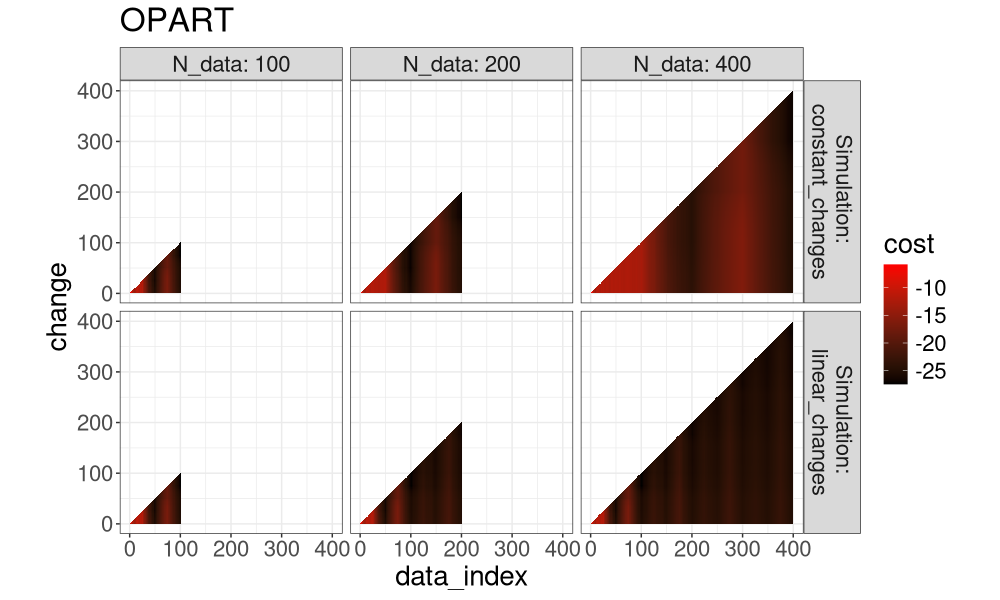 OPART
N_data: 100
N_data: 200
N_data: 400
400
300
200
100
0
Simulation:
constant_changes
400
300
200
100
0
Simulation:
linear_changes
change
0 100 200 300 400
0 100 200 300 400
0 100 200 300 400
data_index
cost
-10
-15
-20
-25